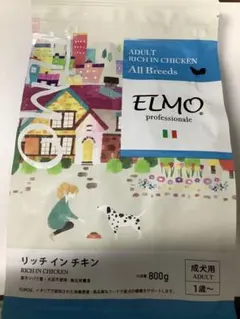 ADULT
RICH IN CHICKEN
All Breeds
ELMO
professionale
リッチ イン チキン
RICH IN CHICKEN
800g
成犬用
ADULT
1歳〜